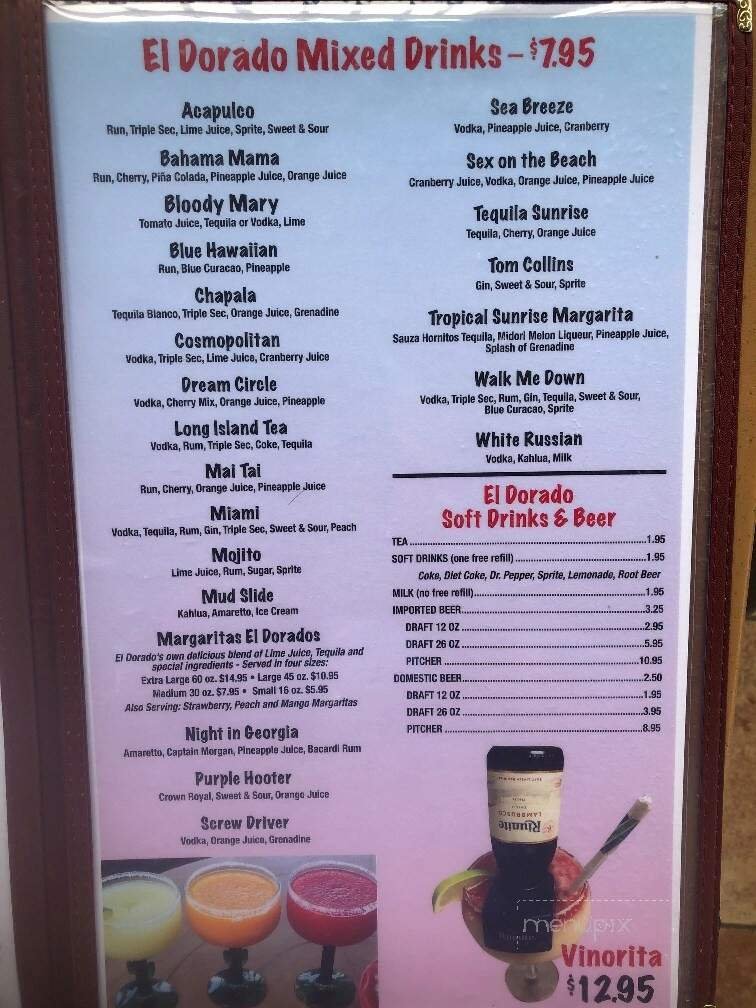 El Dorado Mixed Drinks – $7.95
Acapulco
Run, Triple Sec, Lime Juice, Sprite, Sweet & Sour
Bahama Mama
Run, Cherry, Piña Colada, Pineapple Juice, Orange Juice
Bloody Mary
Tomato Juice, Tequila or Vodka, Lime
Blue Hawaiian
Run, Blue Curacao, Pineapple
Chapala
Tequila Blanco, Triple Sec, Orange Juice, Grenadine
Cosmopolitan
Vodka, Triple Sec, Lime Juice, Cranberry Juice
Dream Circle
Vodka, Cherry Mix, Orange Juice, Pineapple
Long Island Tea
Vodka, Rum, Triple Sec, Coke, Tequila
Mai Tai
Run, Cherry, Orange Juice, Pineapple Juice
Miami
Vodka, Tequila, Rum, Gin, Triple Sec, Sweet & Sour, Peach
Mojito
Lime Juice, Rum, Sugar, Sprite
Mud Slide
Kahlua, Amaretto, Ice Cream
Margaritas El Dorados
El Dorado's own delicious blend of Lime Juice, Tequila and
special ingredients - Served in four sizes:
Extra Large 60 oz. $14.95 • Large 45 oz. $10.95
Medium 30 oz. $7.95 • Small 16 oz. $5.95
Also Serving: Strawberry, Peach and Mango Margaritas
Night in Georgia
Amaretto, Captain Morgan, Pineapple Juice, Bacardi Rum
Purple Hooter
Crown Royal, Sweet & Sour, Orange Juice
Screw Driver
Vodka, Orange Juice, Grenadine
Sea Breeze
Vodka, Pineapple Juice, Cranberry
Sex on the Beach
Cranberry Juice, Vodka, Orange Juice, Pineapple Juice
Tequila Sunrise
Tequila, Cherry, Orange Juice
Tom Collins
Gin, Sweet & Sour, Sprite
Tropical Sunrise Margarita
Sauza Hornitos Tequila, Midori Melon Liqueur, Pineapple Juice,
Splash of Grenadine
Walk Me Down
Vodka, Triple Sec, Rum, Gin, Tequila, Sweet & Sour,
Blue Curacao, Sprite
White Russian
Vodka, Kahlua, Milk
El Dorado
Soft Drinks & Beer
TEA 1.95
SOFT DRINKS (one free refill) 1.95
Coke, Diet Coke, Dr. Pepper, Sprite, Lemonade, Root Beer
MILK (no free refill) 1.95
IMPORTED BEER 3.25
DRAFT 12 OZ 2.95
DRAFT 26 OZ 5.95
PITCHER 10.95
DOMESTIC BEER 2.50
DRAFT 12 OZ 1.95
DRAFT 26 OZ 3.95
PITCHER 8.95
LAMBRUSCO
Riunite
menupix
Vinorita
$12.95